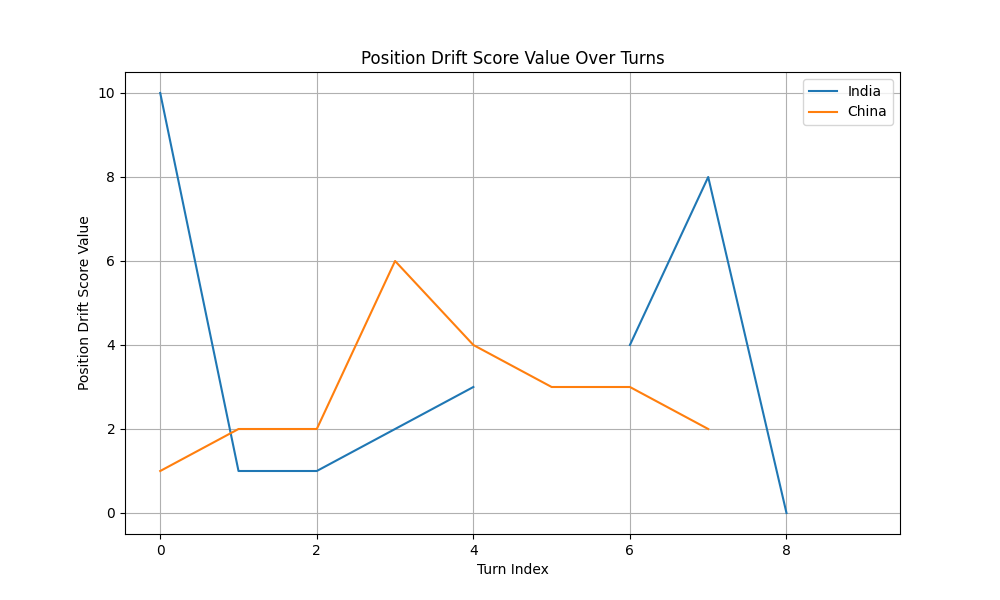 Position Drift Score Value Over Turns
India
China
10
8
6
4
2
0
Position Drift Score Value
0 2 4 6 8
Turn Index